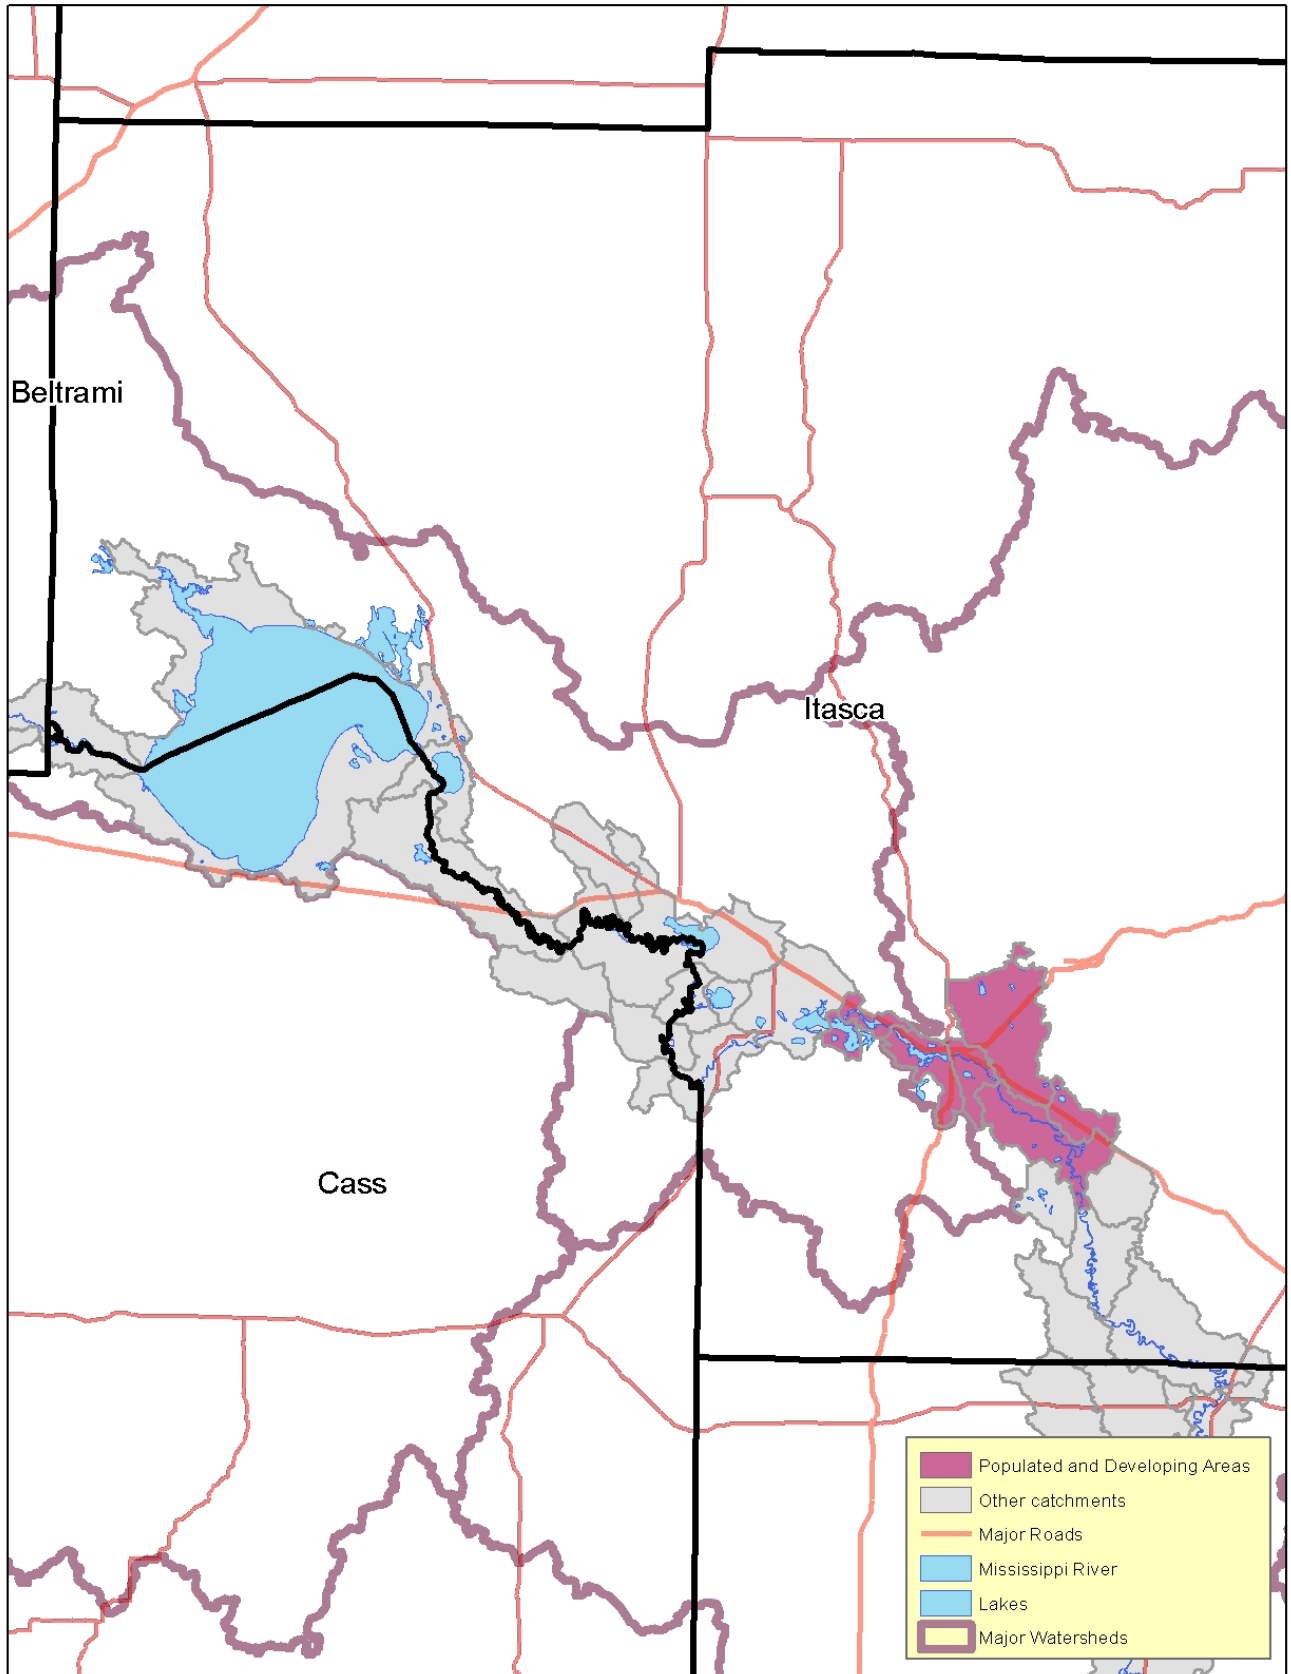 Beltrami
Itasca
Cass
Populated and Developing Areas
Other catchments
Major Roads
Mississippi River
Lakes
Major Watersheds